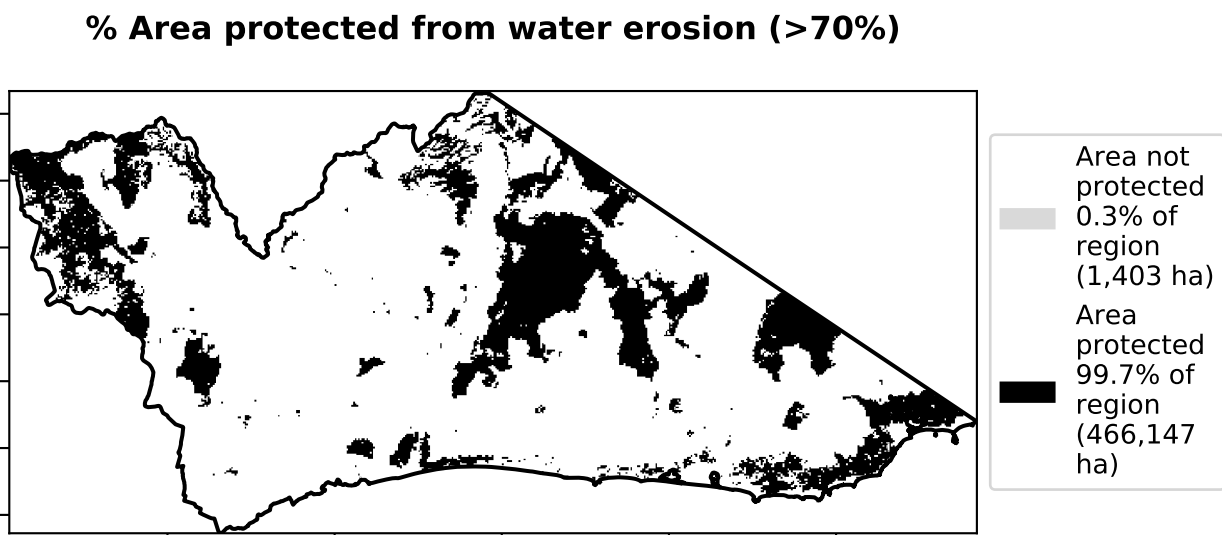 % Area protected from water erosion (>70%)
Area not
protected
0.3% of
region
(1,403 ha)
Area
protected
99.7% of
region
(466,147
ha)